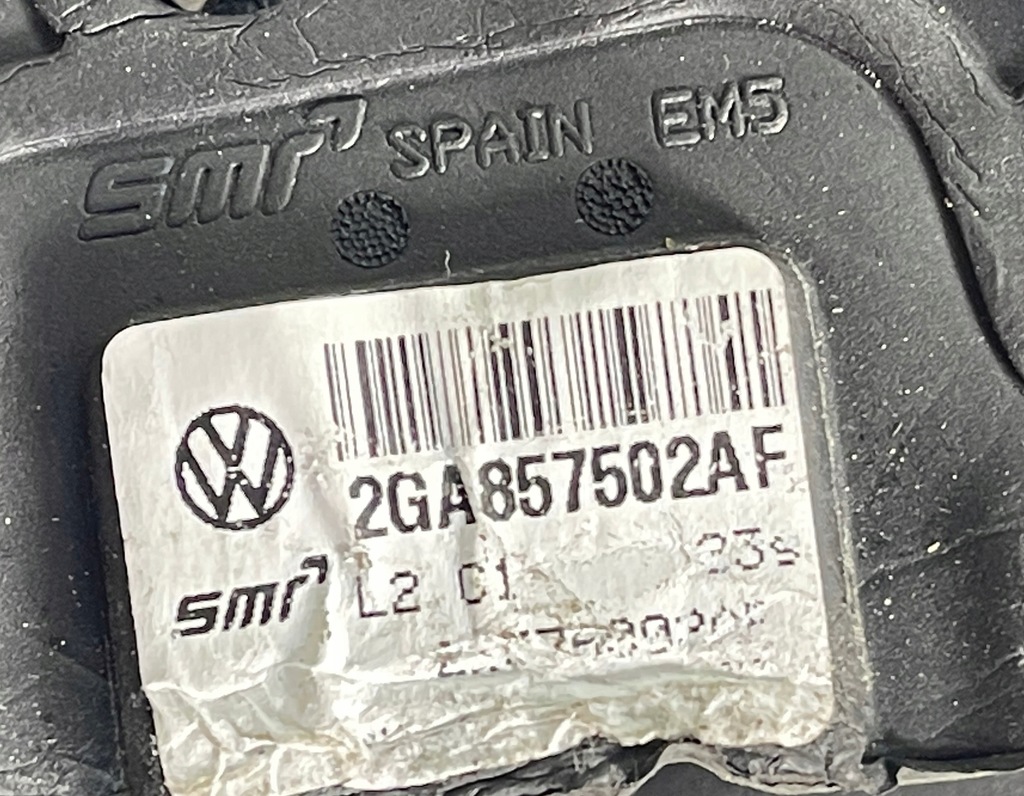 smr SPAIN EM5
2GA857502AF
smr L2 C1